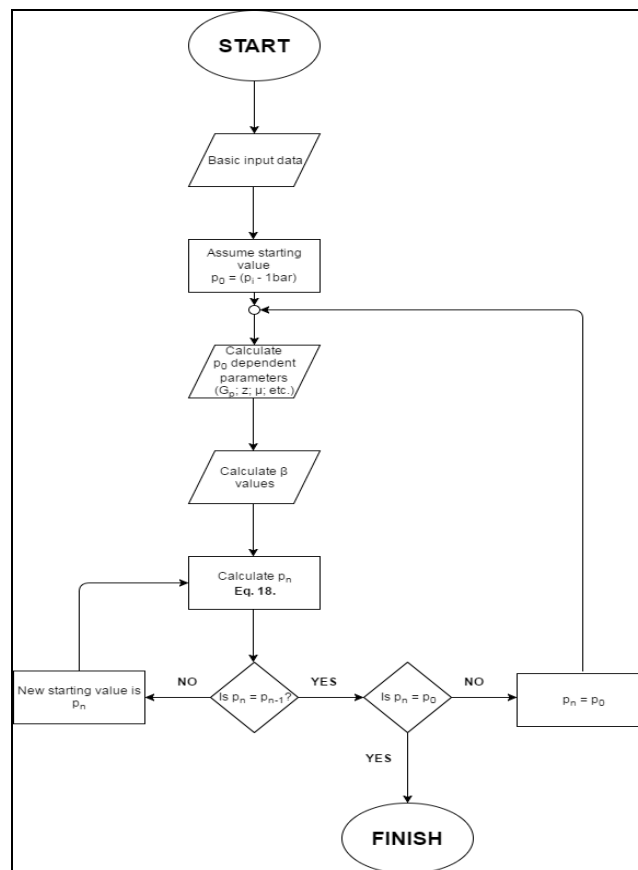 START
Basic input data
Assume starting
value
p₀ = (pᵢ - 1bar)
Calculate
p₀ dependent
parameters
(Gₚ; z; μ; etc.)
Calculate β
values
Calculate pₙ
Eq. 18.
New starting value is
pₙ
NO
Is pₙ = pₙ₋₁?
YES
Is pₙ = p₀
NO
pₙ = p₀
YES
FINISH